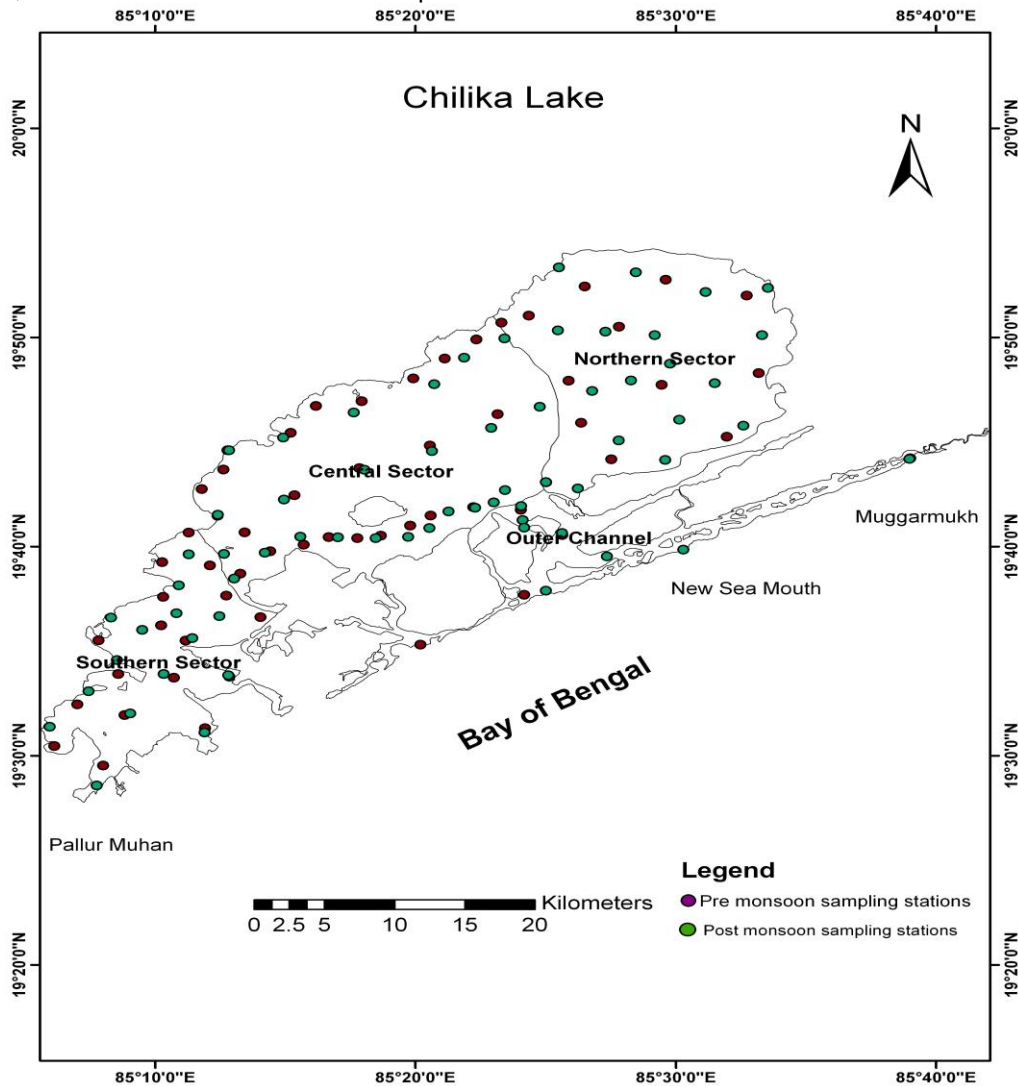 85°10'0"E 85°20'0"E 85°30'0"E 85°40'0"E
Chilika Lake
N
20°0'0"N 20°0'0"N
19°50'0"N 19°50'0"N
Northern Sector
Central Sector
Muggarmukh
Outer Channel
19°40'0"N 19°40'0"N
New Sea Mouth
Southern Sector
Bay of Bengal
19°30'0"N 19°30'0"N
Pallur Muhan
Legend
Pre monsoon sampling stations
Kilometers
0 2.5 5 10 15 20
Post monsoon sampling stations
19°20'0"N 19°20'0"N
85°10'0"E 85°20'0"E 85°30'0"E 85°40'0"E